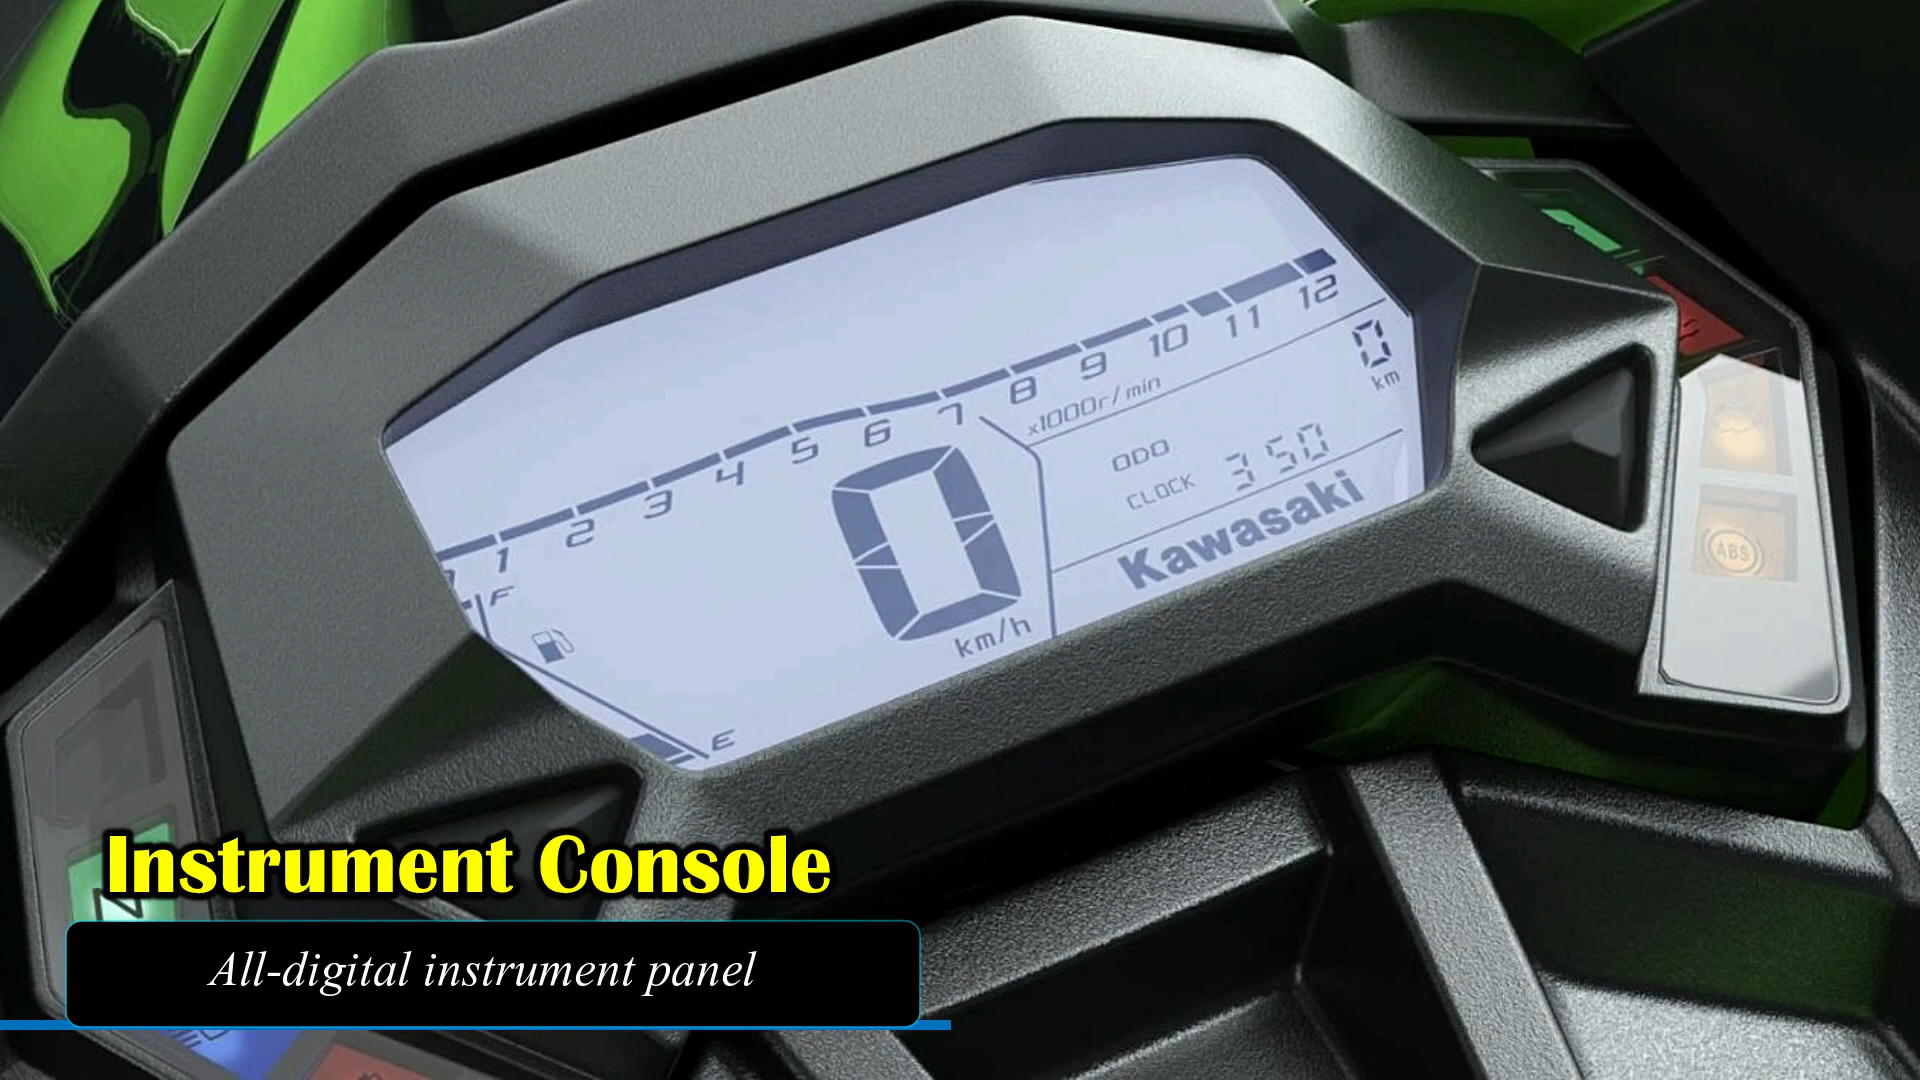 12
11
10
9
8
7
6
5
4
3
2
1
x1000r/min
0
km
ODO
CLOCK 3 50
Kawasaki
F
0
km/h
E
ABS
Instrument Console
All-digital instrument panel